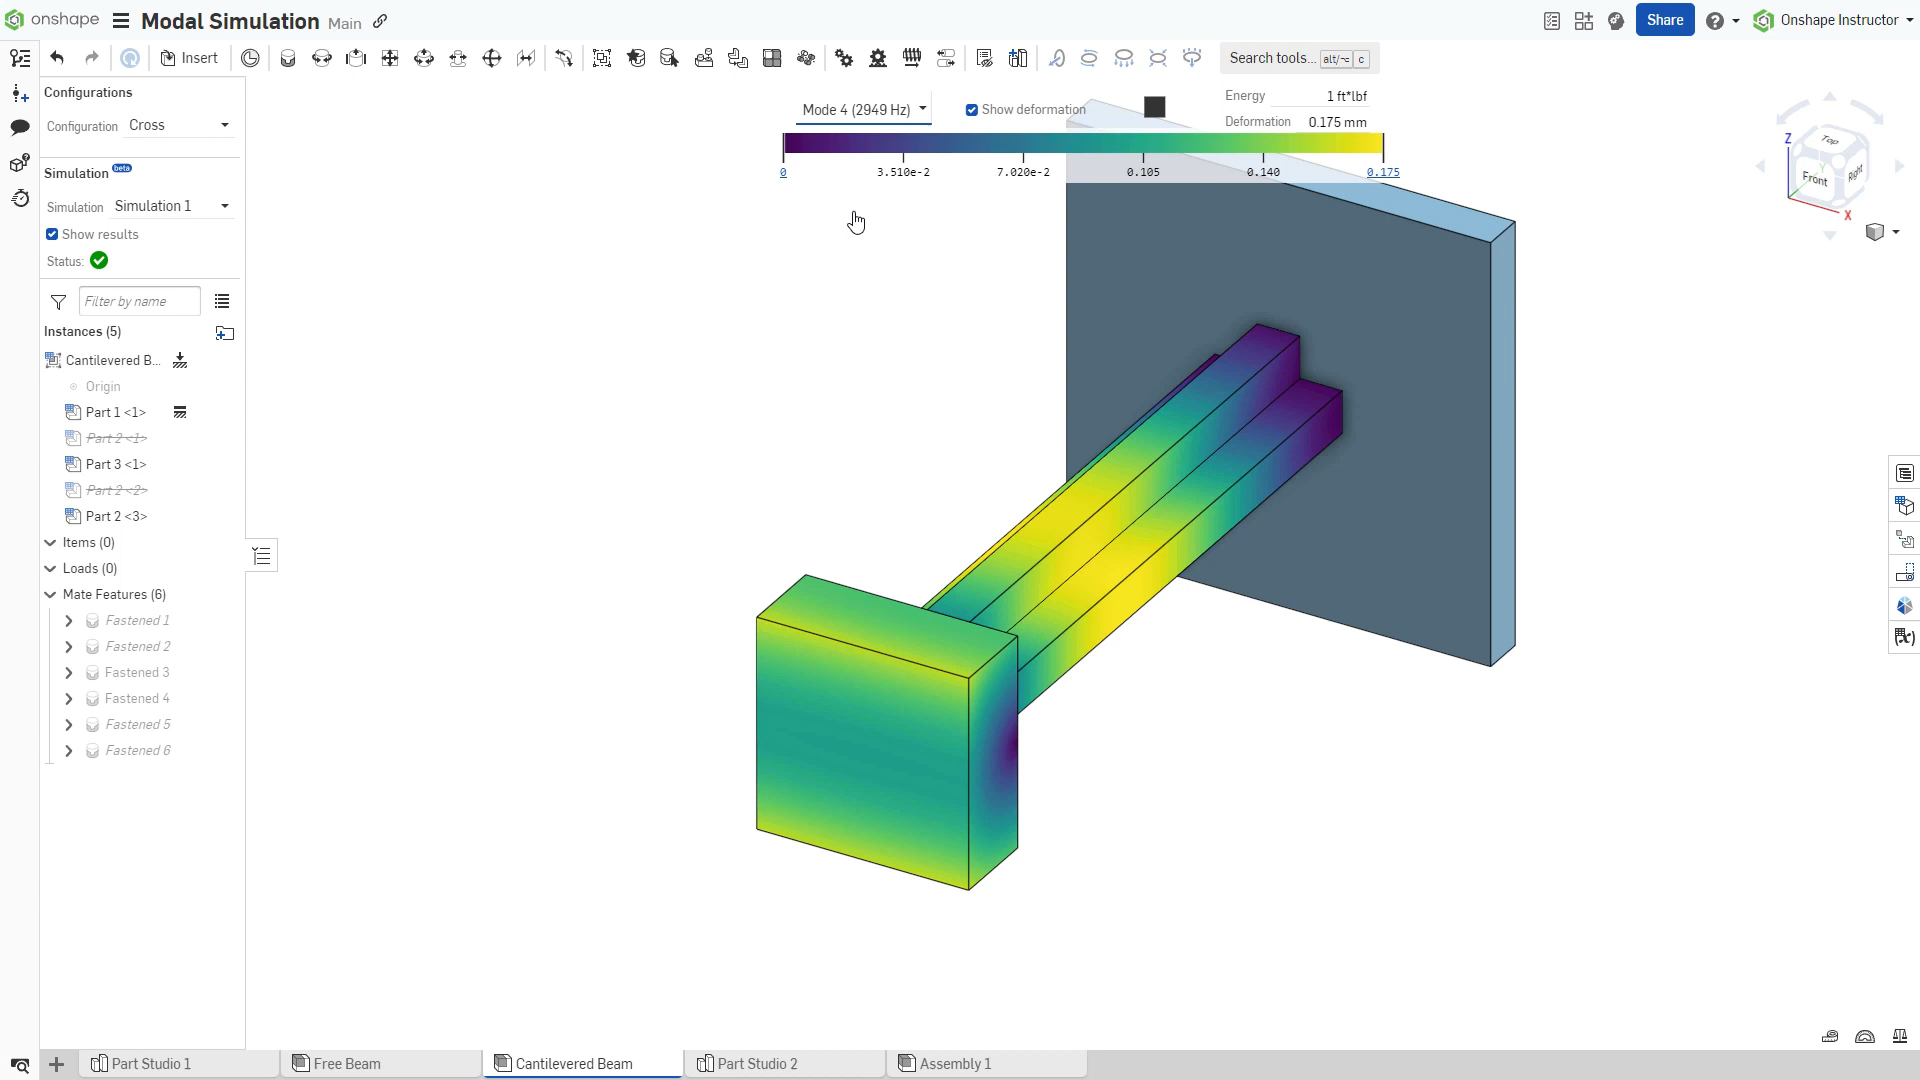 onshape Modal Simulation Main Share Onshape Instructor
Insert Search tools... alt/⌥ c
Configurations
Configuration Cross
Simulation beta
Simulation Simulation 1
Show results
Status:
Filter by name
Instances (5)
Cantilevered B...
Origin
Part 1 <1>
Part 2 <1>
Part 3 <1>
Part 2 <2>
Part 2 <3>
Items (0)
Loads (0)
Mate Features (6)
Fastened 1
Fastened 2
Fastened 3
Fastened 4
Fastened 5
Fastened 6
Mode 4 (2949 Hz) Show deformation
Energy 1 ft*lbf
Deformation 0.175 mm
0 3.510e-2 7.020e-2 0.105 0.140 0.175
Z
Top
Y
Front Right
X
(x)
Part Studio 1 Free Beam Cantilevered Beam Part Studio 2 Assembly 1